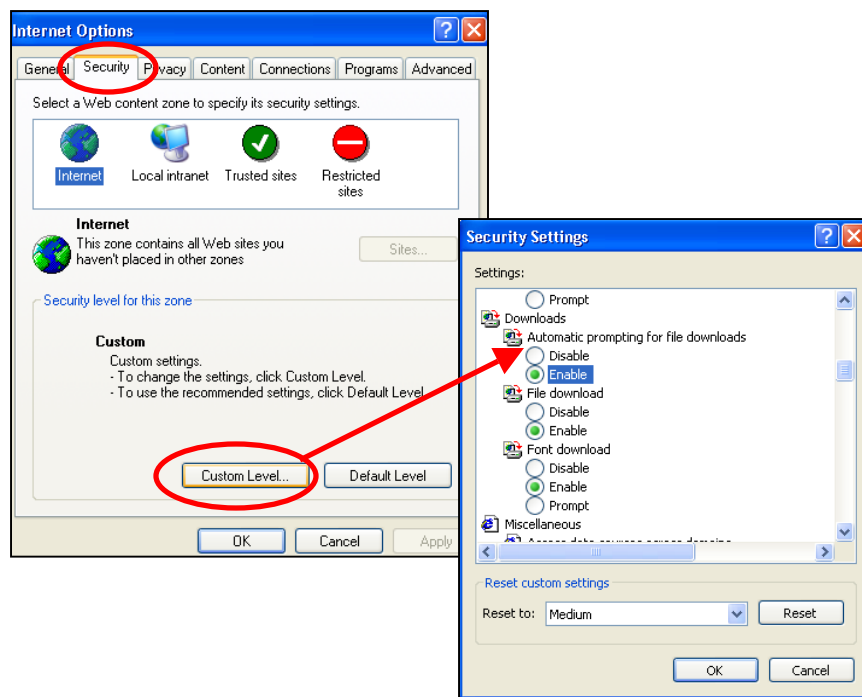 Internet Options
General Security Privacy Content Connections Programs Advanced
Select a Web content zone to specify its security settings.
Internet Local intranet Trusted sites Restricted
sites
Internet
This zone contains all Web sites you
haven't placed in other zones
Sites...
Security level for this zone
Custom
Custom settings.
- To change the settings, click Custom Level.
- To use the recommended settings, click Default Level.
Custom Level... Default Level
OK Cancel Apply
Security Settings
Settings:
Prompt
Downloads
Automatic prompting for file downloads
Disable
Enable
File download
Disable
Enable
Font download
Disable
Enable
Prompt
Miscellaneous
Access data sources across domains
Reset custom settings
Reset to: Medium Reset
OK Cancel